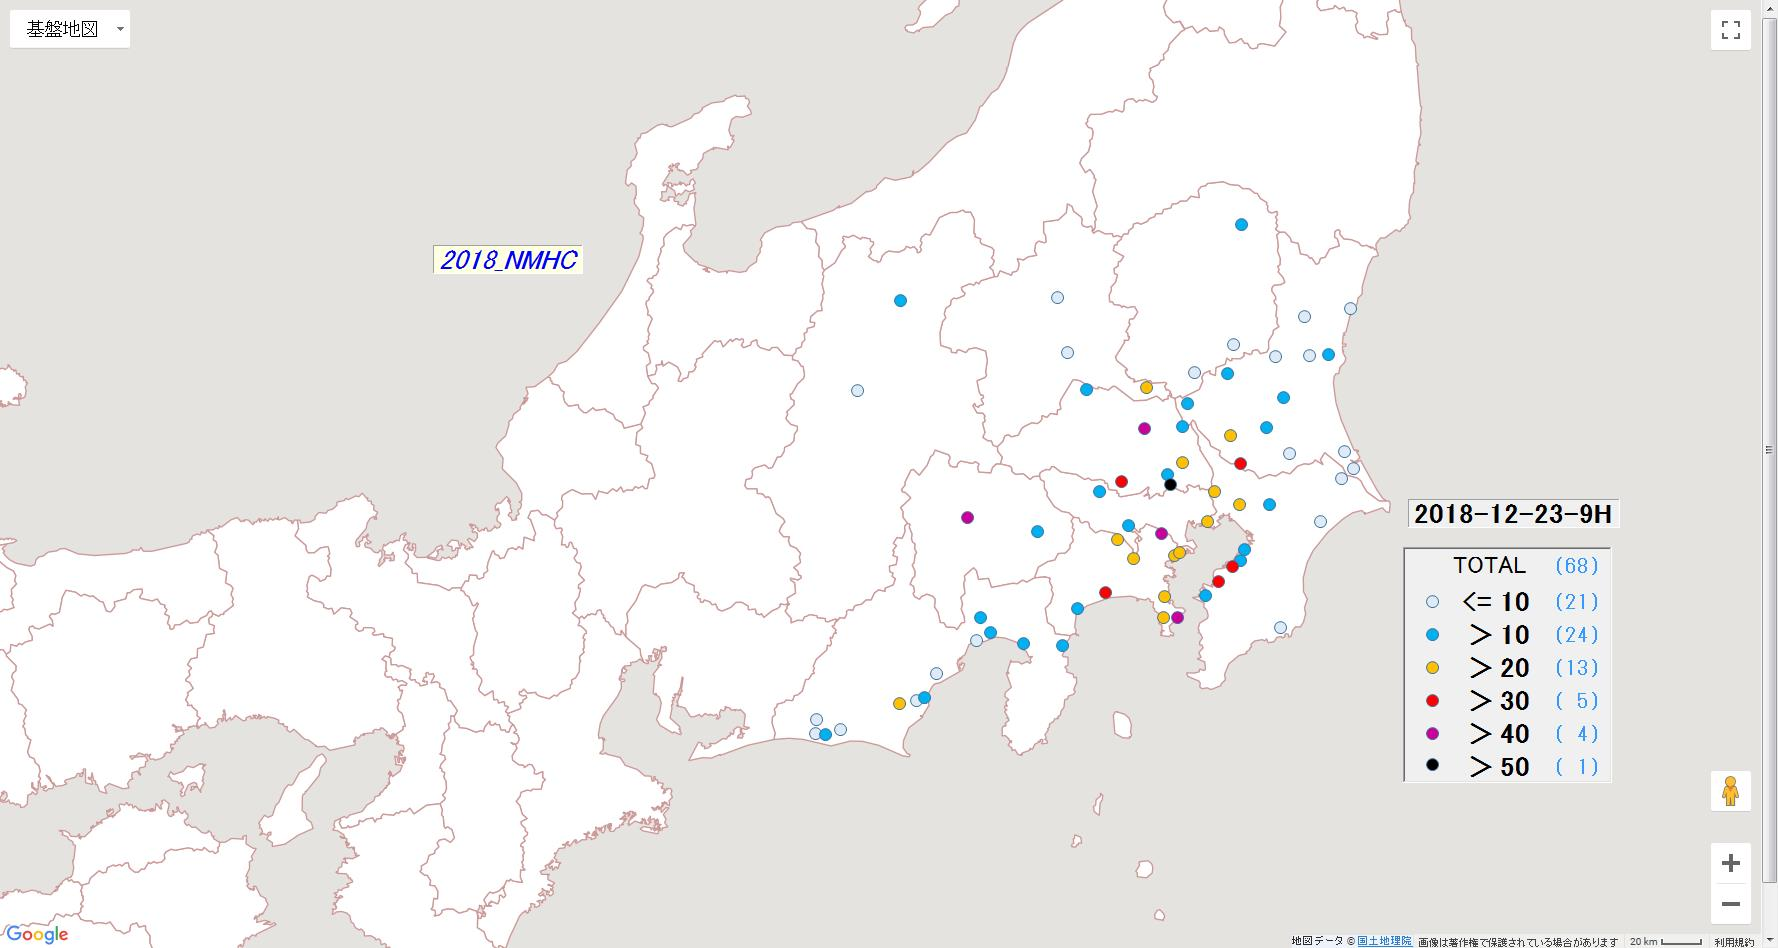 基盤地図
2018_NMHC
2018-12-23-9H
TOTAL (68)
<= 10 (21)
> 10 (24)
> 20 (13)
> 30 ( 5)
> 40 ( 4)
> 50 ( 1)
Google
地図データ © 国土地理院 画像は著作権で保護されている場合があります 20 km 利用規約